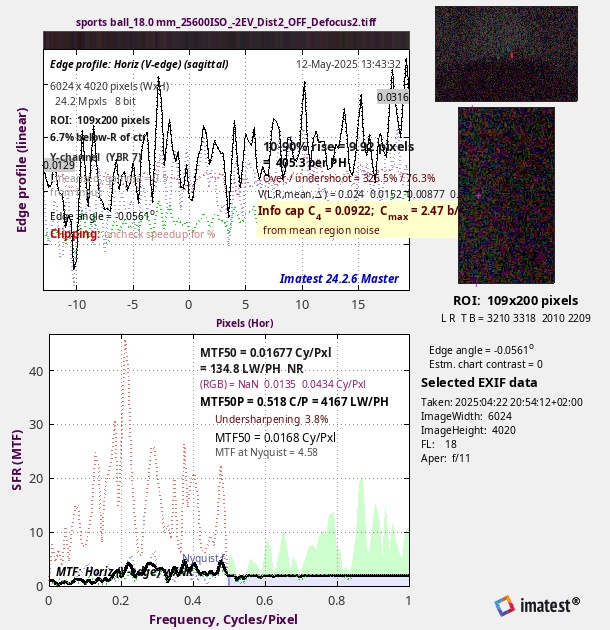 sports ball_18.0 mm_25600ISO_-2EV_Dist2_OFF_Defocus2.tiff
Edge profile: Horiz (V-edge) (sagittal)
12-May-2025 13:43:32
6024 x 4020 pixels (WxH)
24.2 Mpxls 8 bit
ROI: 109x200 pixels
6.7% below-R of ctr
Y-channel (Y,BR 7)
0.0129
0.0316
10-90% rise = 9.92 pixels
= 405.3 per PH
Over / undershoot = 326.5% / 76.3%
V(L,R,mean,△) = 0.024 0.0152 0.00877
Info cap C4 = 0.0922; Cmax = 2.47 b/
from mean region noise
Edge angle = -0.0561o
Clipping: uncheck speedup for %
Imatest 24.2.6 Master
Edge profile (linear)
-10 -5 0 5 10 15
Pixels (Hor)
ROI: 109x200 pixels
L R T B = 3210 3318 2010 2209
Edge angle = -0.0561o
Estm. chart contrast = 0
Selected EXIF data
Taken: 2025:04:22 20:54:12+02:00
ImageWidth: 6024
ImageHeight: 4020
FL: 18
Aper: f/11
MTF50 = 0.01677 Cy/Pxl
= 134.8 LW/PH NR
(RGB) = NaN 0.0135 0.0434 Cy/Pxl
MTF50P = 0.518 C/P = 4167 LW/PH
Undersharpening 3.8%
MTF50 = 0.0168 Cy/Pxl
MTF at Nyquist = 4.58
Nyquist f
MTF: Horiz (V-edge)
SFR (MTF)
40
30
20
10
0
0 0.2 0.4 0.6 0.8 1
Frequency, Cycles/Pixel
imatest®